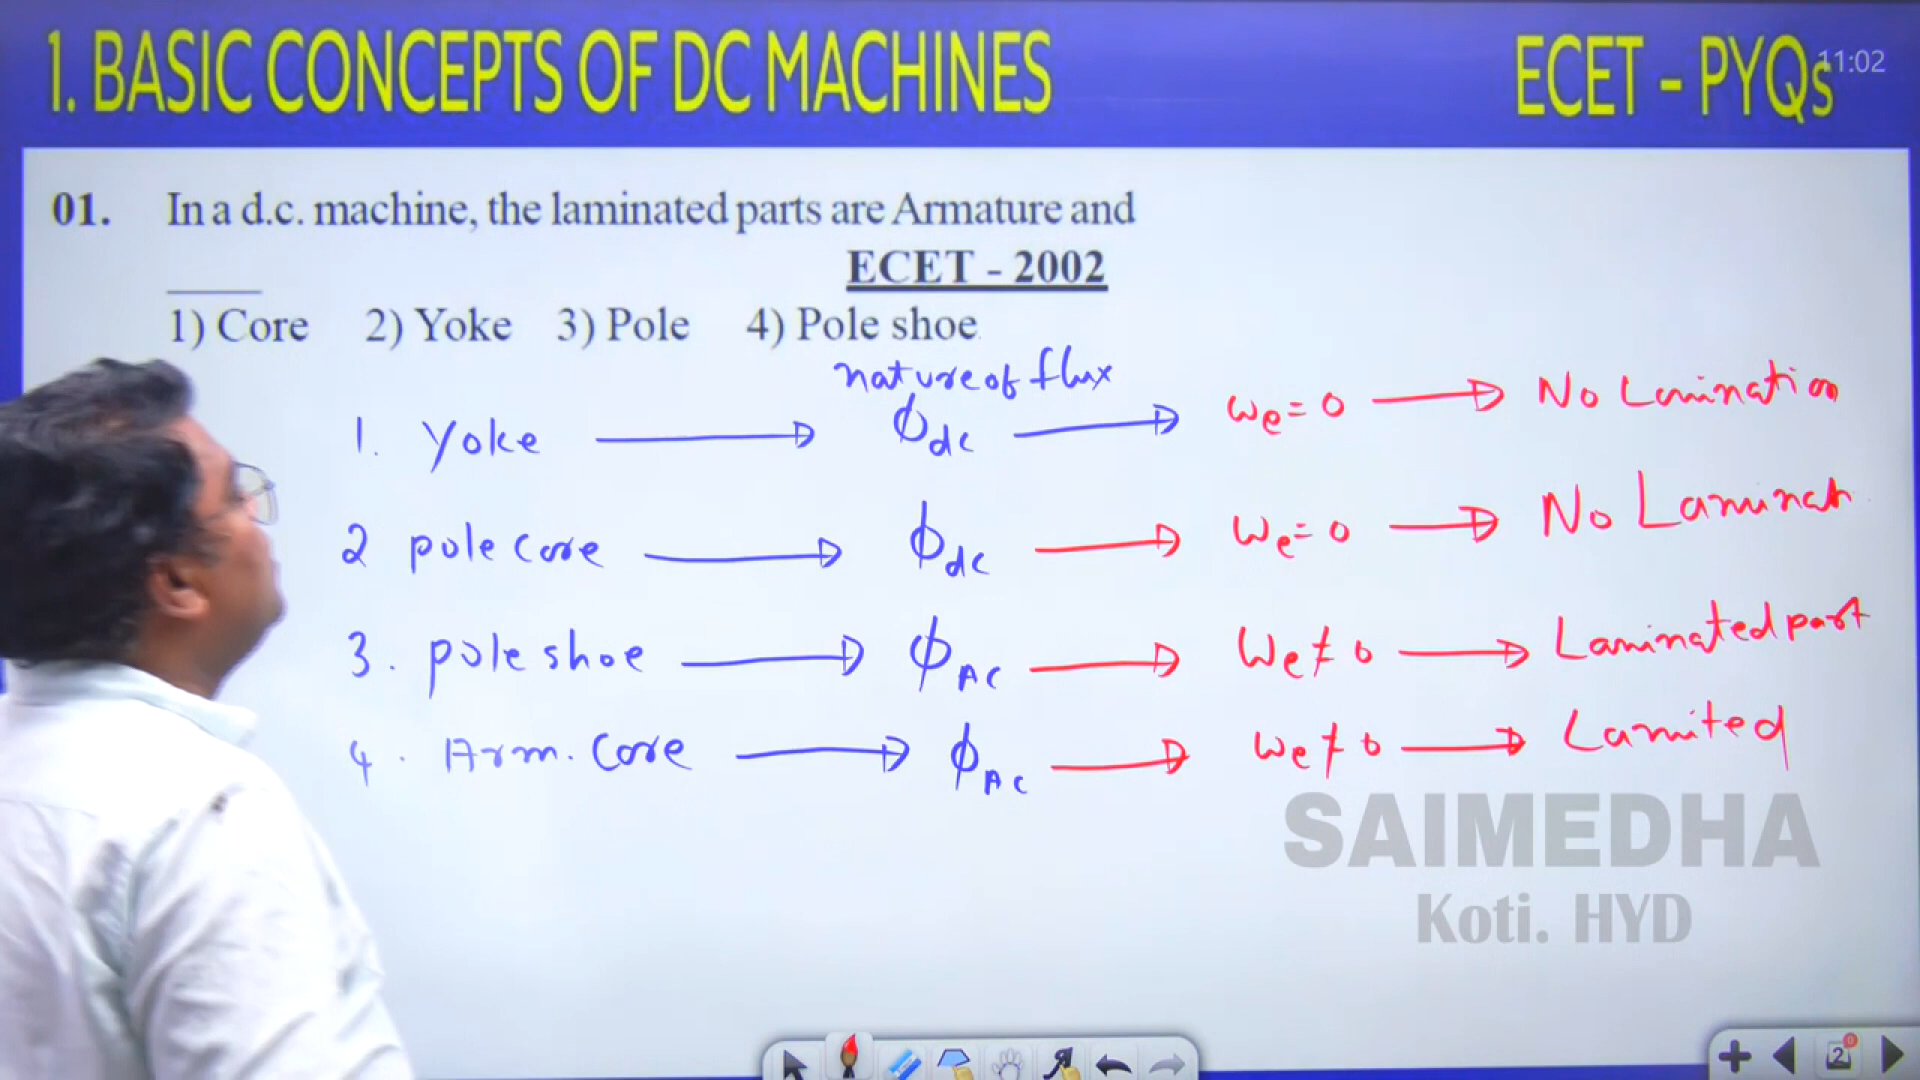 1. BASIC CONCEPTS OF DC MACHINES
ECET - PYQs
11:02
01. In a d.c. machine, the laminated parts are Armature and
ECET - 2002
1) Core 2) Yoke 3) Pole 4) Pole shoe
nature of flux
1. Yoke → ϕdc → We = 0 → No Lamination
2 pole core → ϕdc → We = 0 → No Laminat
3. pole shoe → ϕAC → We ≠ 0 → Laminated part
4. Arm. Core → ϕAC → We ≠ 0 → Lamited
SAIMEDHA
Koti. HYD
2